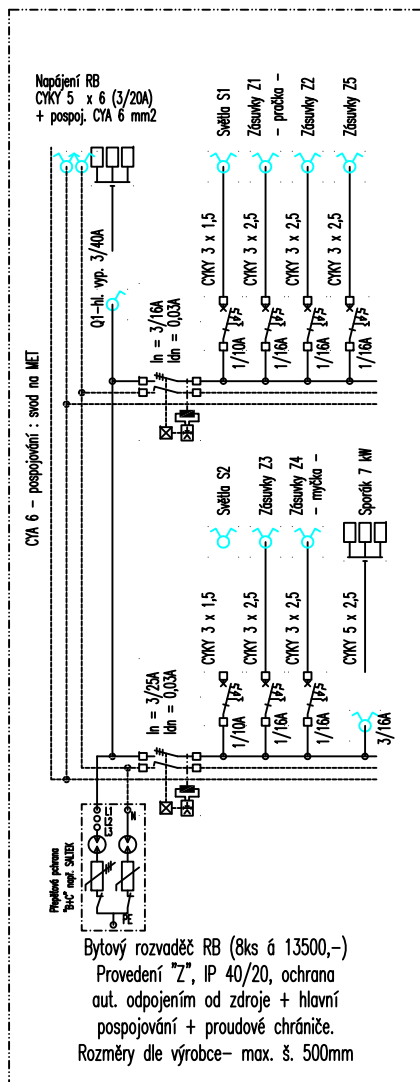 Napájení RB
CYKY 5 x 6 (3/20A)
+ pospoj. CYA 6 mm2
Světla S1
Zásuvky Z1
- pračka -
Zásuvky Z2
Zásuvky Z5
CYKY 3 x 1,5
CYKY 3 x 2,5
CYKY 3 x 2,5
CYKY 3 x 2,5
Q1-hl. vyp. 3/40A
In = 3/16A
Idn = 0,03A
1/10A
1/16A
1/16A
1/16A
CYA 6 - pospojování : svod na MET
Světla S2
Zásuvky Z3
Zásuvky Z4
- myčka -
Sporák 7 kW
CYKY 3 x 1,5
CYKY 3 x 2,5
CYKY 3 x 2,5
CYKY 5 x 2,5
In = 3/25A
Idn = 0,03A
1/10A
1/16A
1/16A
3/16A
Přepěťová ochrana
"B+C" např. SALTEK
L1
L2
L3
N
PE
Bytový rozvaděč RB (8ks á 13500,-)
Provedení "Z", IP 40/20, ochrana
aut. odpojením od zdroje + hlavní
pospojování + proudové chrániče.
Rozměry dle výrobce- max. š. 500mm